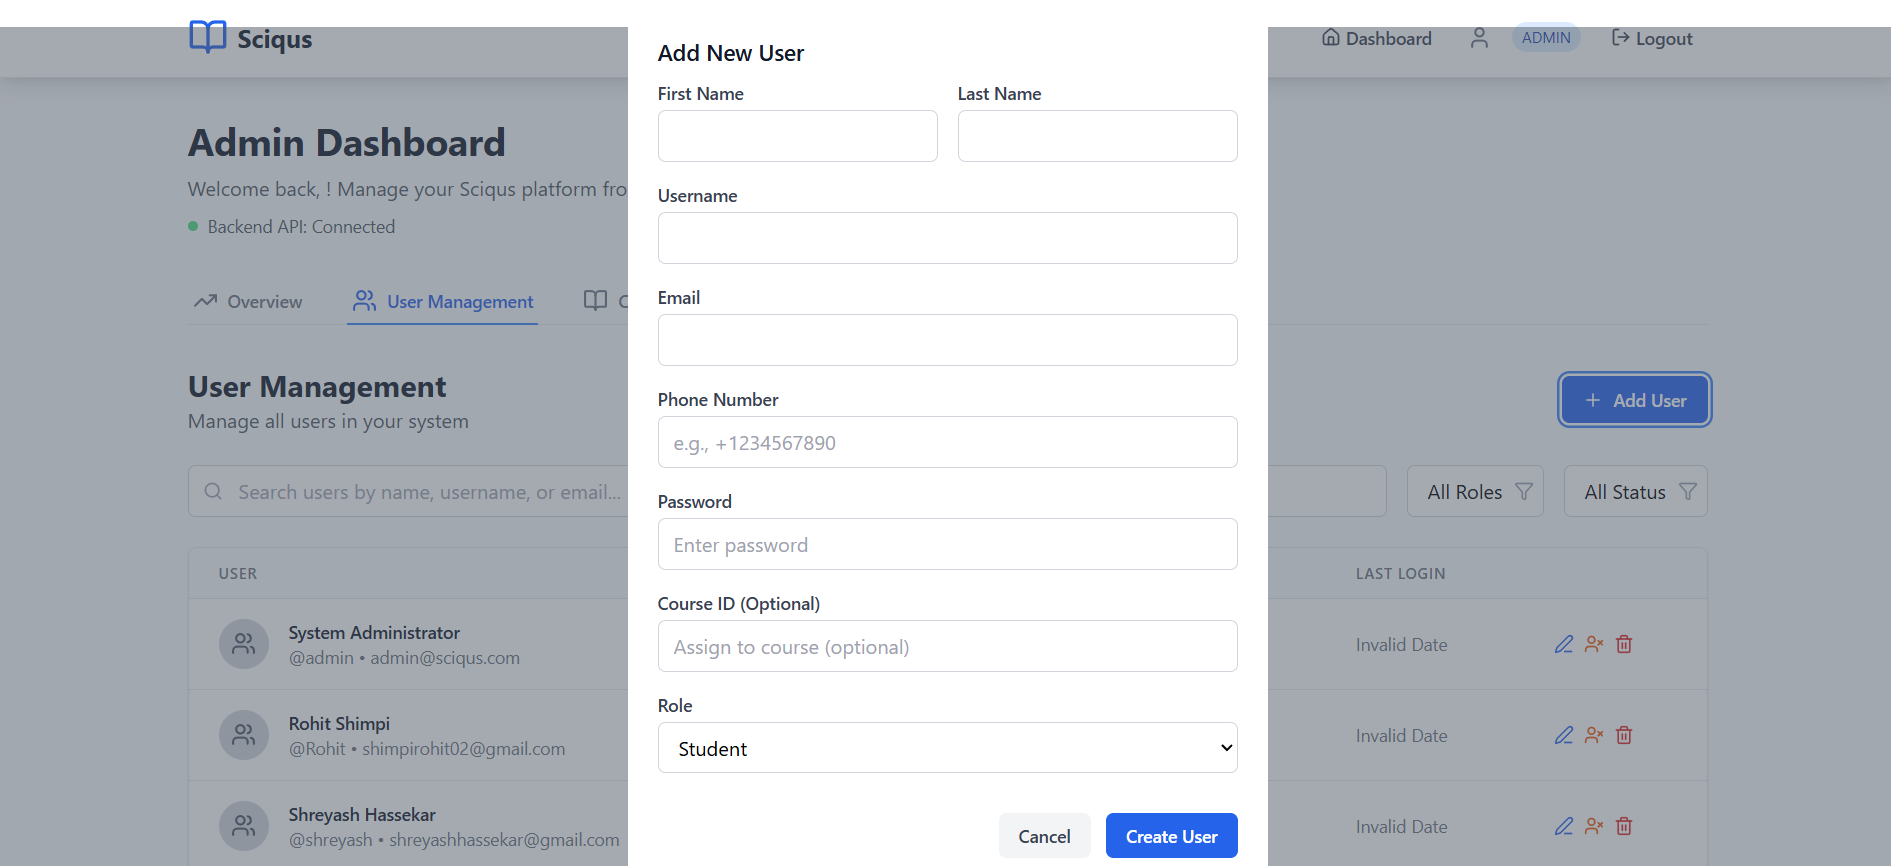 Sciqus
Dashboard
ADMIN
Logout
Admin Dashboard
Welcome back, ! Manage your Sciqus platform fro
Backend API: Connected
Overview
User Management
C
User Management
Manage all users in your system
Add User
Search users by name, username, or email...
All Roles
All Status
USER
LAST LOGIN
System Administrator
@admin • admin@sciqus.com
Invalid Date
Rohit Shimpi
@Rohit • shimpirohit02@gmail.com
Invalid Date
Shreyash Hassekar
@shreyash • shreyashhassekar@gmail.com
Invalid Date
Add New User
First Name
Last Name
Username
Email
Phone Number
e.g., +1234567890
Password
Enter password
Course ID (Optional)
Assign to course (optional)
Role
Student
Cancel
Create User